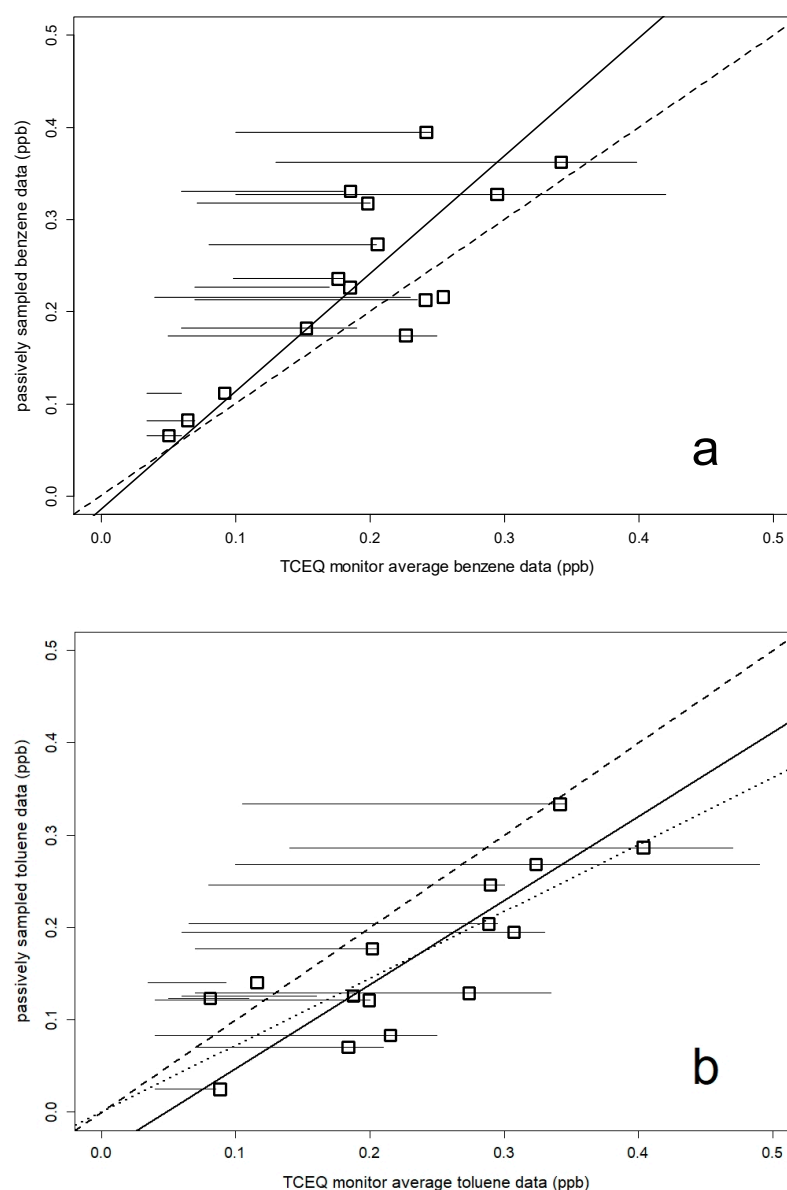 0.5
0.4
0.3
0.2
0.1
0.0
passively sampled benzene data (ppb)
a
0.0 0.1 0.2 0.3 0.4 0.5
TCEQ monitor average benzene data (ppb)
0.5
0.4
0.3
0.2
0.1
0.0
passively sampled toluene data (ppb)
b
0.0 0.1 0.2 0.3 0.4 0.5
TCEQ monitor average toluene data (ppb)